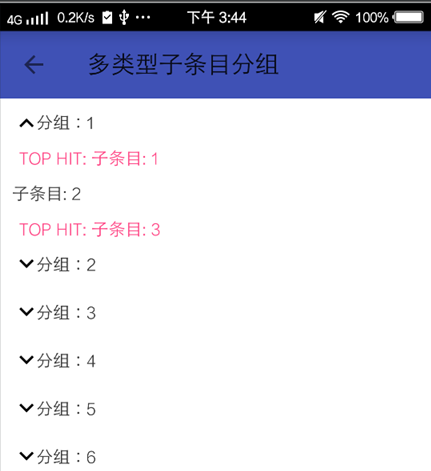 4G 0.2K/s ··· 下午 3:44 100%
多类型子条目分组
分组：1
TOP HIT: 子条目: 1
子条目: 2
TOP HIT: 子条目: 3
分组：2
分组：3
分组：4
分组：5
分组：6